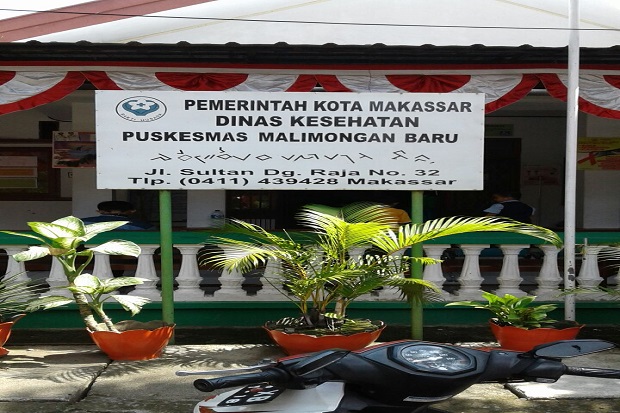 PEMERINTAH KOTA MAKASSAR
DINAS KESEHATAN
PUSKESMAS MALIMONGAN BARU
Jl. Sultan Dg. Raja No. 32
Tlp. (0411) 439428 Makassar